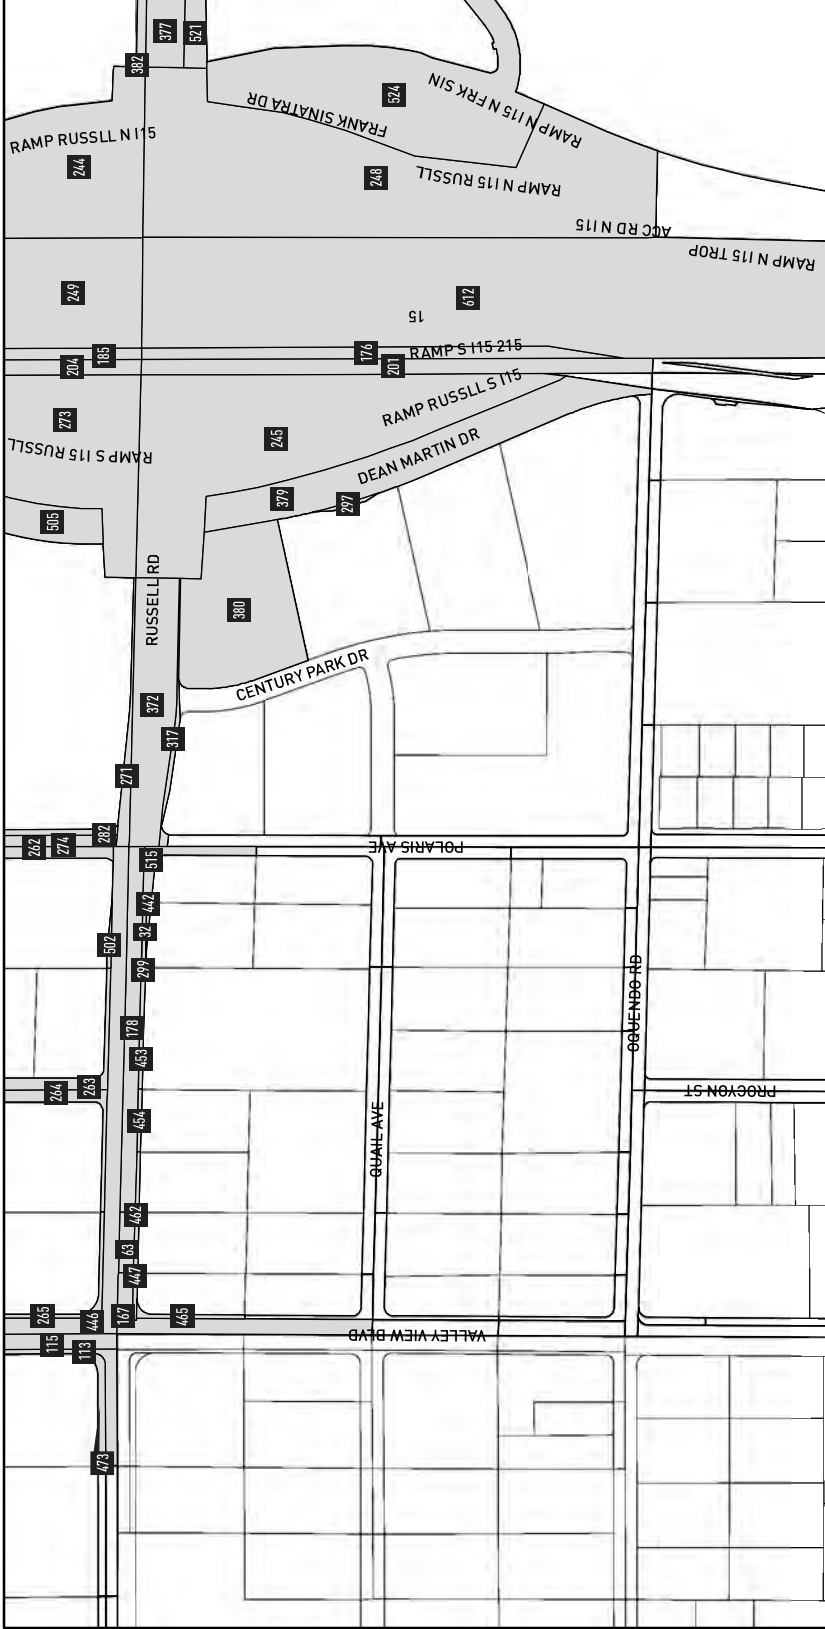 377
521
382
524
FRANK SINATRA DR
RAMP N I15 N FRK SIN
RAMP RUSSLL N I15
244
248
RAMP N I15 RUSSLL
ACC RD N I15
RAMP N I15 TROP
249
612
15
185
204
176
RAMP S I15 215
201
RAMP RUSSLL S I15
273
RAMP S I15 RUSSLL
245
DEAN MARTIN DR
379
297
505
RUSSELL RD
380
CENTURY PARK DR
372
317
271
282
262
274
515
POLARIS AVE
442
32
502
299
OQUENDO RD
178
453
264
263
PROCYON ST
454
QUAIL AVE
462
63
447
265
446
167
465
VALLEY VIEW BLVD
115
113
473